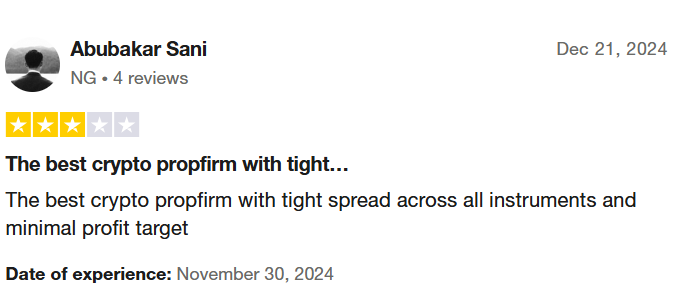 Abubakar Sani
Dec 21, 2024
NG • 4 reviews
The best crypto propfirm with tight…
The best crypto propfirm with tight spread across all instruments and
minimal profit target
Date of experience: November 30, 2024